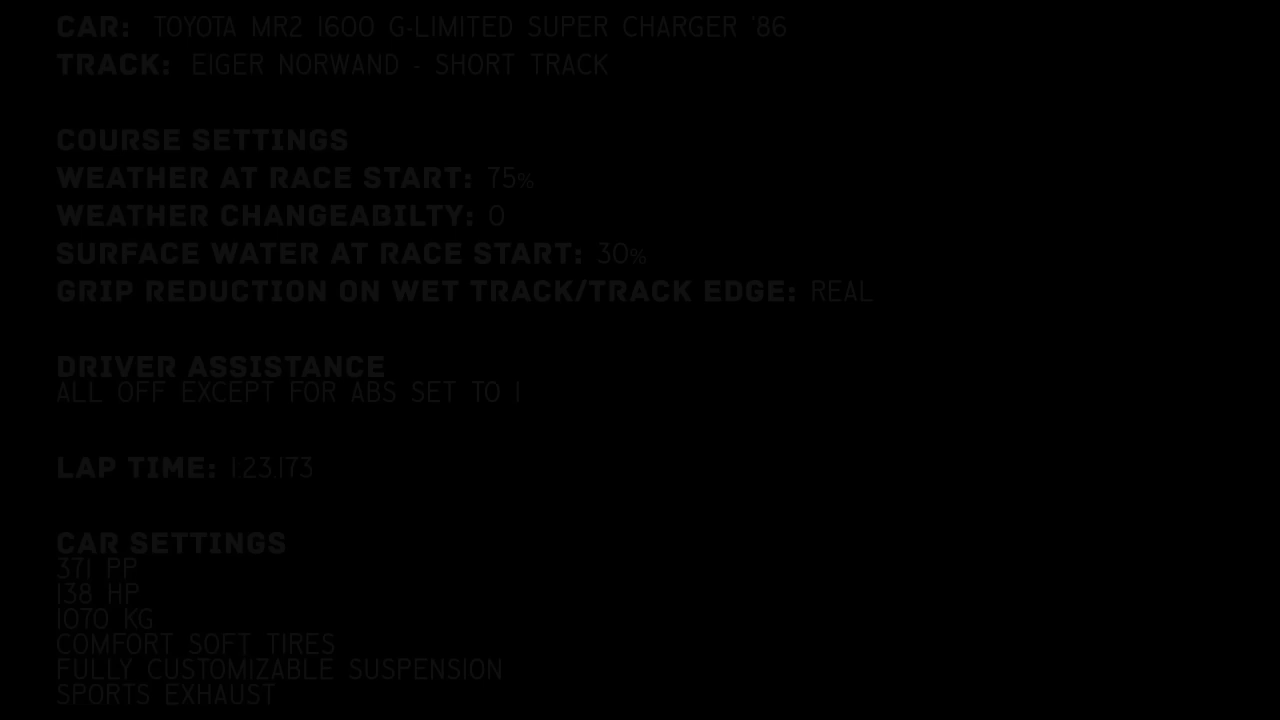 CAR: TOYOTA MR2 1600 G-LIMITED SUPER CHARGER '86
TRACK: EIGER NORWAND - SHORT TRACK
COURSE SETTINGS
WEATHER AT RACE START: 75%
WEATHER CHANGEABILTY: 0
SURFACE WATER AT RACE START: 30%
GRIP REDUCTION ON WET TRACK/TRACK EDGE: REAL
DRIVER ASSISTANCE
ALL OFF EXCEPT FOR ABS SET TO 1
LAP TIME: 1.23.173
CAR SETTINGS
371 PP
138 HP
1070 KG
COMFORT SOFT TIRES
FULLY CUSTOMIZABLE SUSPENSION
SPORTS EXHAUST